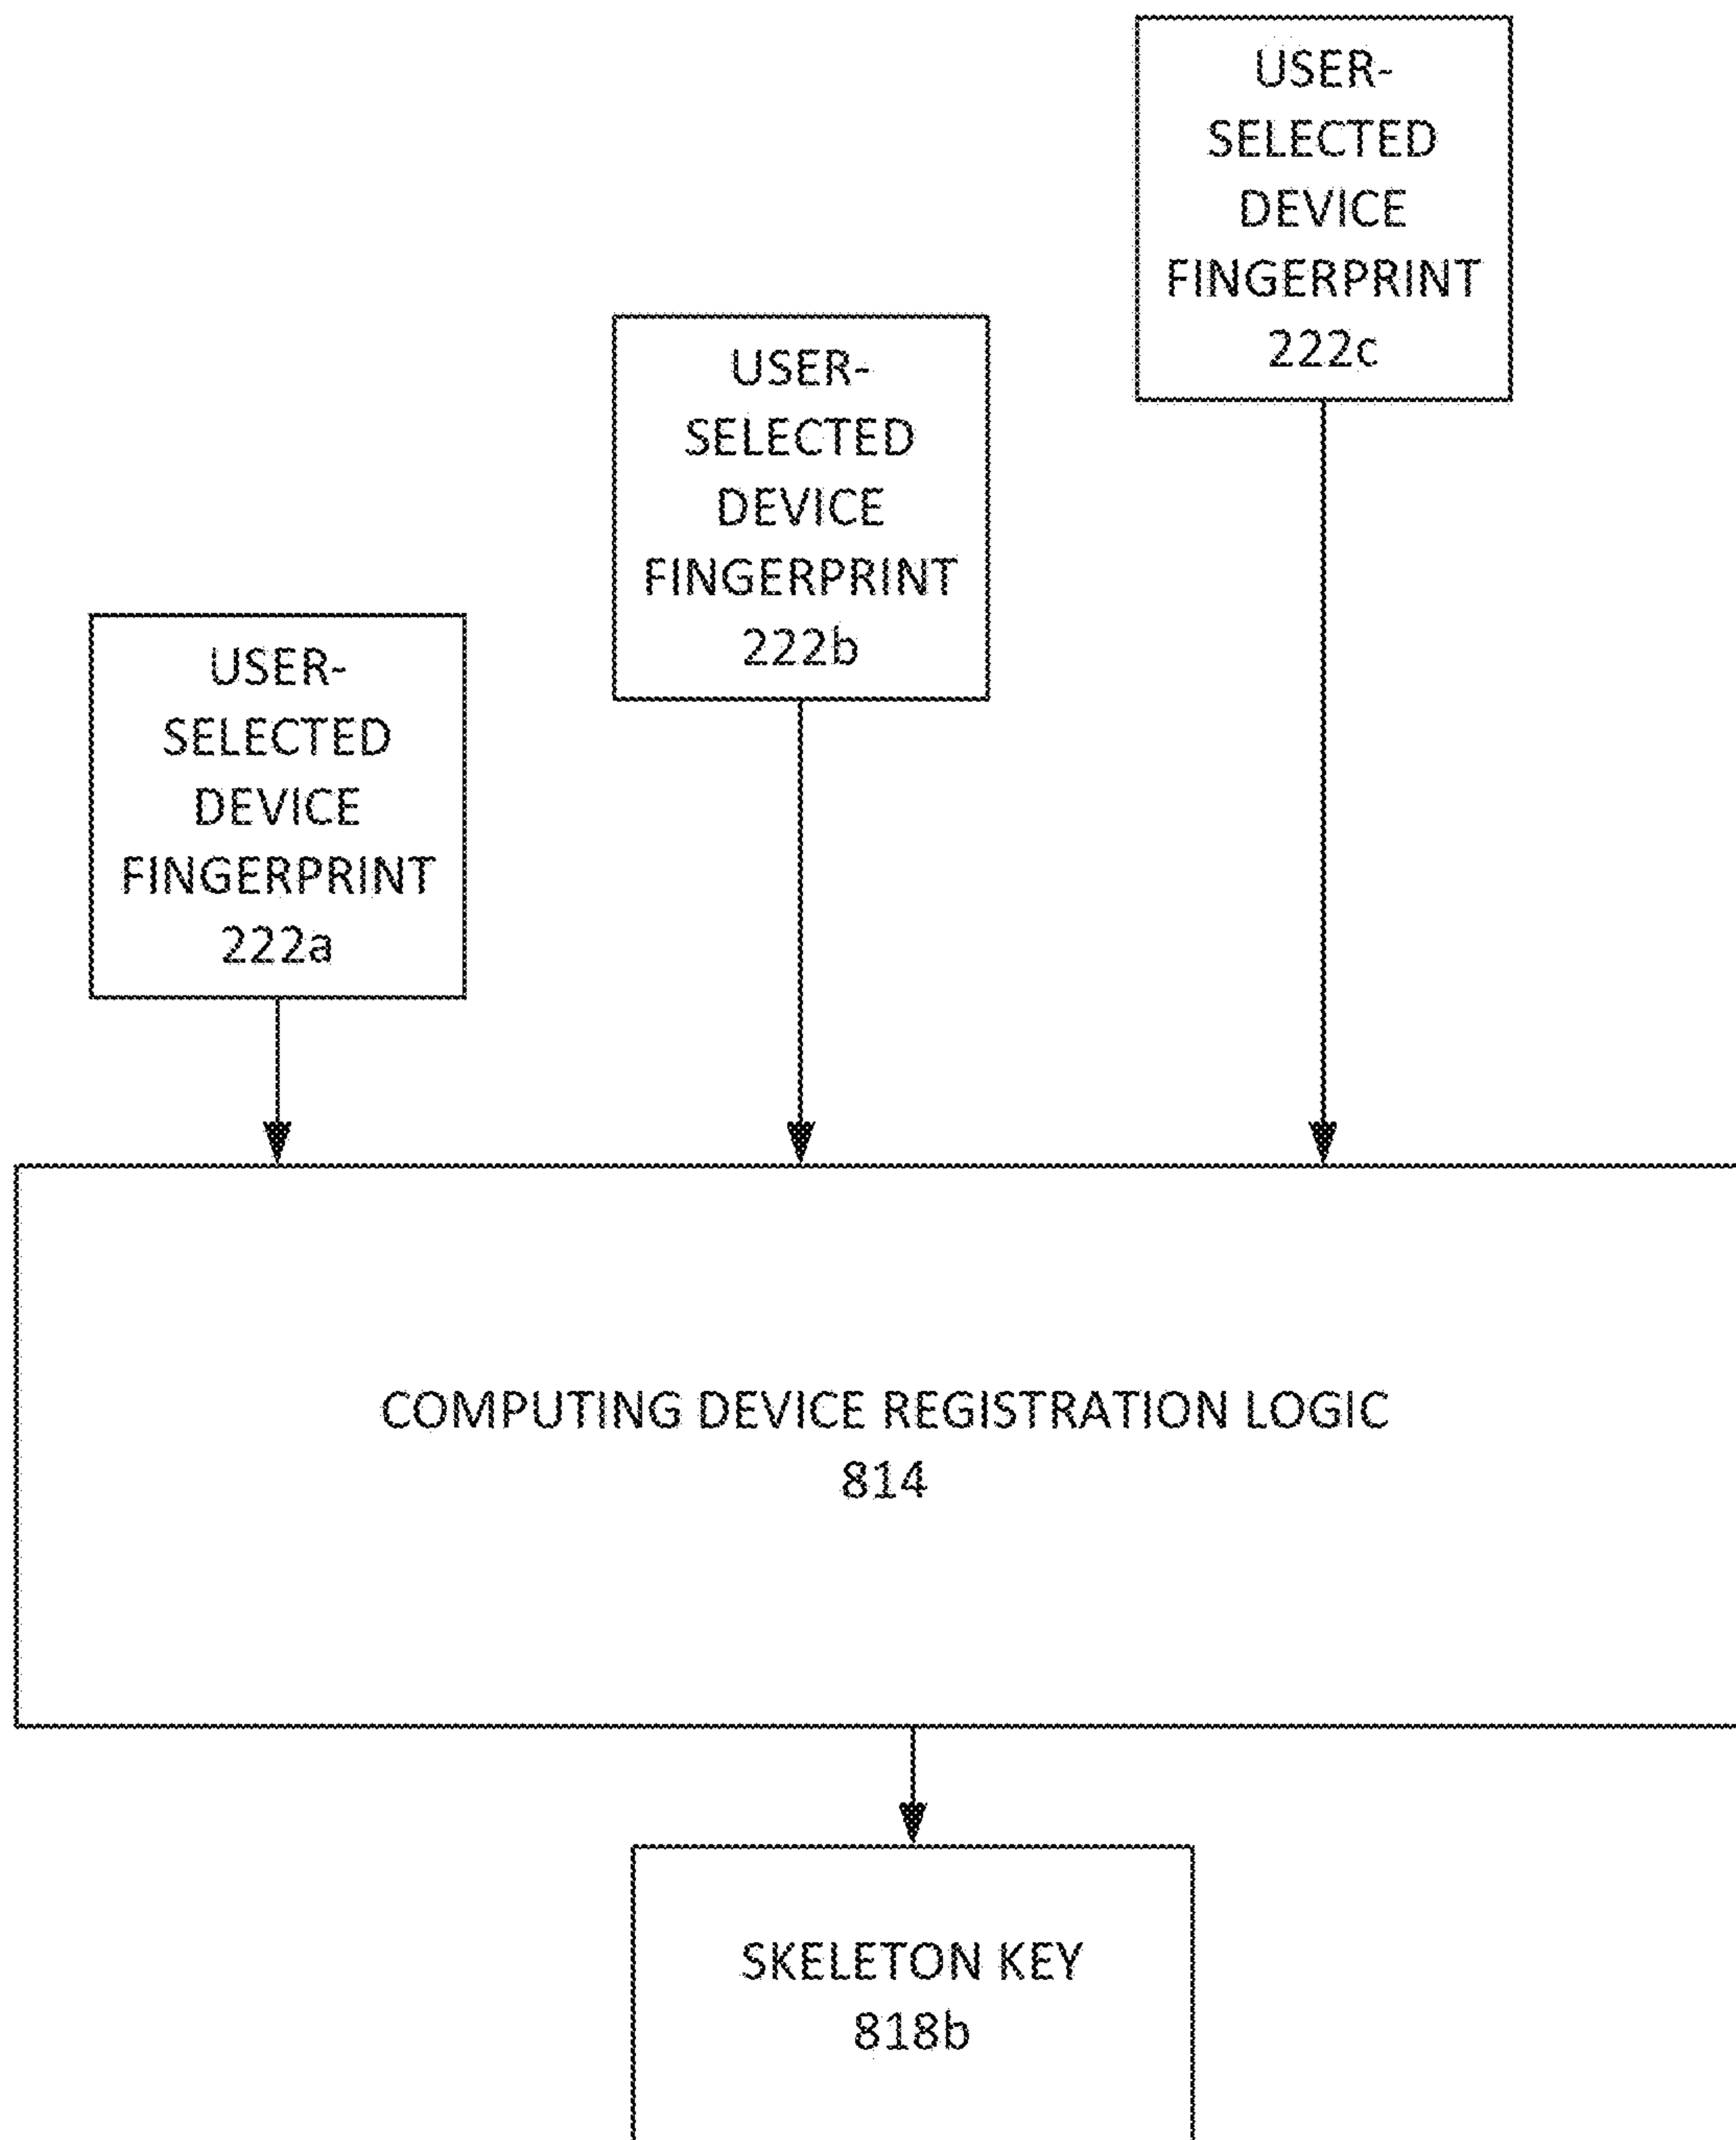 USER-
SELECTED
DEVICE
FINGERPRINT
222c
USER-
SELECTED
DEVICE
FINGERPRINT
222b
USER-
SELECTED
DEVICE
FINGERPRINT
222a
COMPUTING DEVICE REGISTRATION LOGIC
814
SKELETON KEY
818b